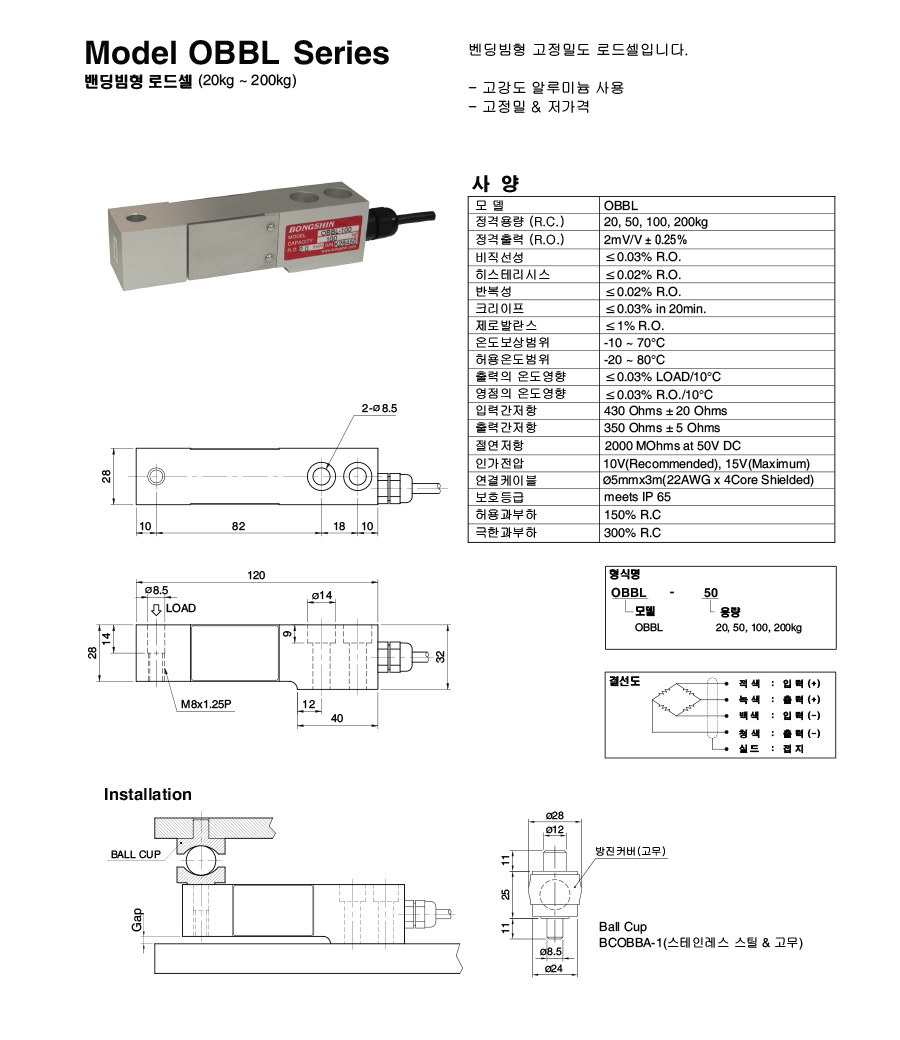 Model OBBL Series
밴딩빔형 로드셀 (20kg ~ 200kg)
벤딩빔형 고정밀도 로드셀입니다.
– 고강도 알루미늄 사용
– 고정밀 & 저가격
BONGSHIN
MODEL OBBL-100
CAPACITY 100
R.O. 2.0 S/N
사 양
모 델 OBBL
정격용량 (R.C.) 20, 50, 100, 200kg
정격출력 (R.O.) 2mV/V ± 0.25%
비직선성 ≤0.03% R.O.
히스테리시스 ≤0.02% R.O.
반복성 ≤0.02% R.O.
크리이프 ≤0.03% in 20min.
제로발란스 ≤1% R.O.
온도보상범위 -10 ~ 70°C
허용온도범위 -20 ~ 80°C
출력의 온도영향 ≤0.03% LOAD/10°C
영점의 온도영향 ≤0.03% R.O./10°C
입력간저항 430 Ohms ± 20 Ohms
출력간저항 350 Ohms ± 5 Ohms
절연저항 2000 MOhms at 50V DC
인가전압 10V(Recommended), 15V(Maximum)
연결케이블 Ø5mmx3m(22AWG x 4Core Shielded)
보호등급 meets IP 65
허용과부하 150% R.C
극한과부하 300% R.C
2-Ø8.5
28
10 82 18 10
120
Ø8.5
Ø14
LOAD
28
14
9
32
M8x1.25P
12
40
형식명
OBBL - 50
모델 용량
OBBL 20, 50, 100, 200kg
결선도
적색 : 입력(+)
녹색 : 출력(+)
백색 : 입력(-)
청색 : 출력(-)
실드 : 접지
Installation
BALL CUP
Gap
Ø28
Ø12
11
25
11
방진커버(고무)
Ø8.5
Ø24
Ball Cup
BCOBBA-1(스테인레스 스틸 & 고무)